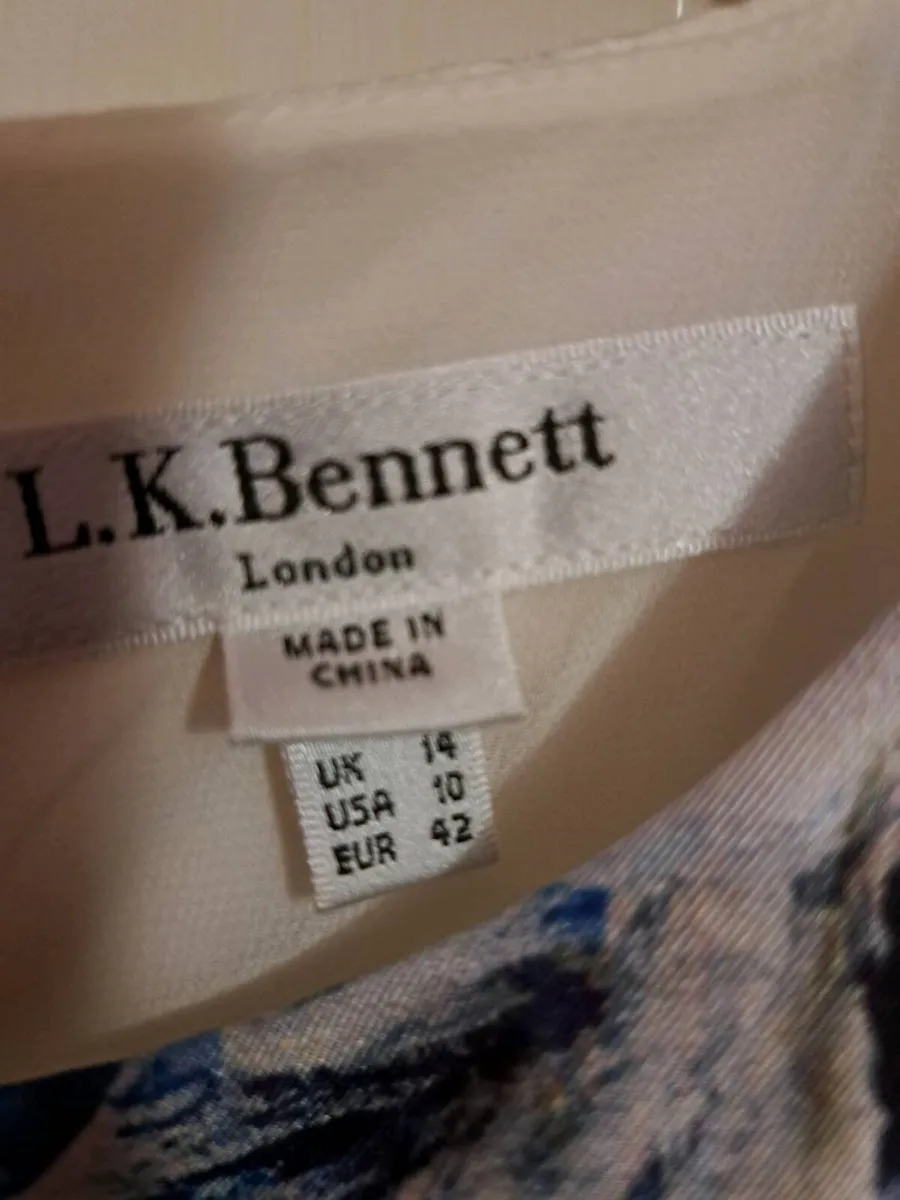 L.K.Bennett
London
MADE IN
CHINA
UK 14
USA 10
EUR 42